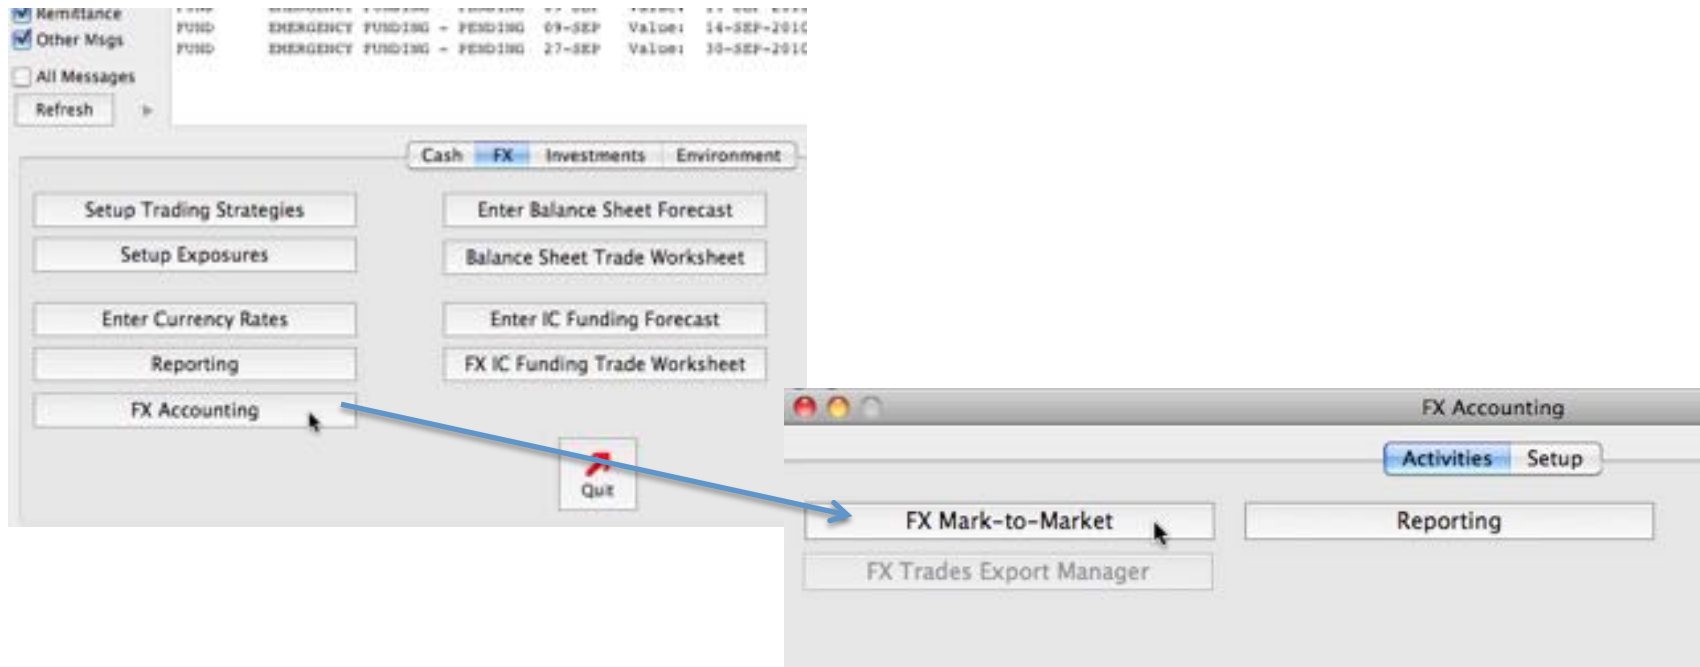 Remittance
FUND EMERGENCY FUNDING - PENDING 09-SEP Value: 14-SEP-2010
Other Msgs
FUND EMERGENCY FUNDING - PENDING 27-SEP Value: 30-SEP-2010
All Messages
Refresh
Cash FX Investments Environment
Setup Trading Strategies
Enter Balance Sheet Forecast
Setup Exposures
Balance Sheet Trade Worksheet
Enter Currency Rates
Enter IC Funding Forecast
Reporting
FX IC Funding Trade Worksheet
FX Accounting
Quit
FX Accounting
Activities Setup
FX Mark-to-Market
Reporting
FX Trades Export Manager